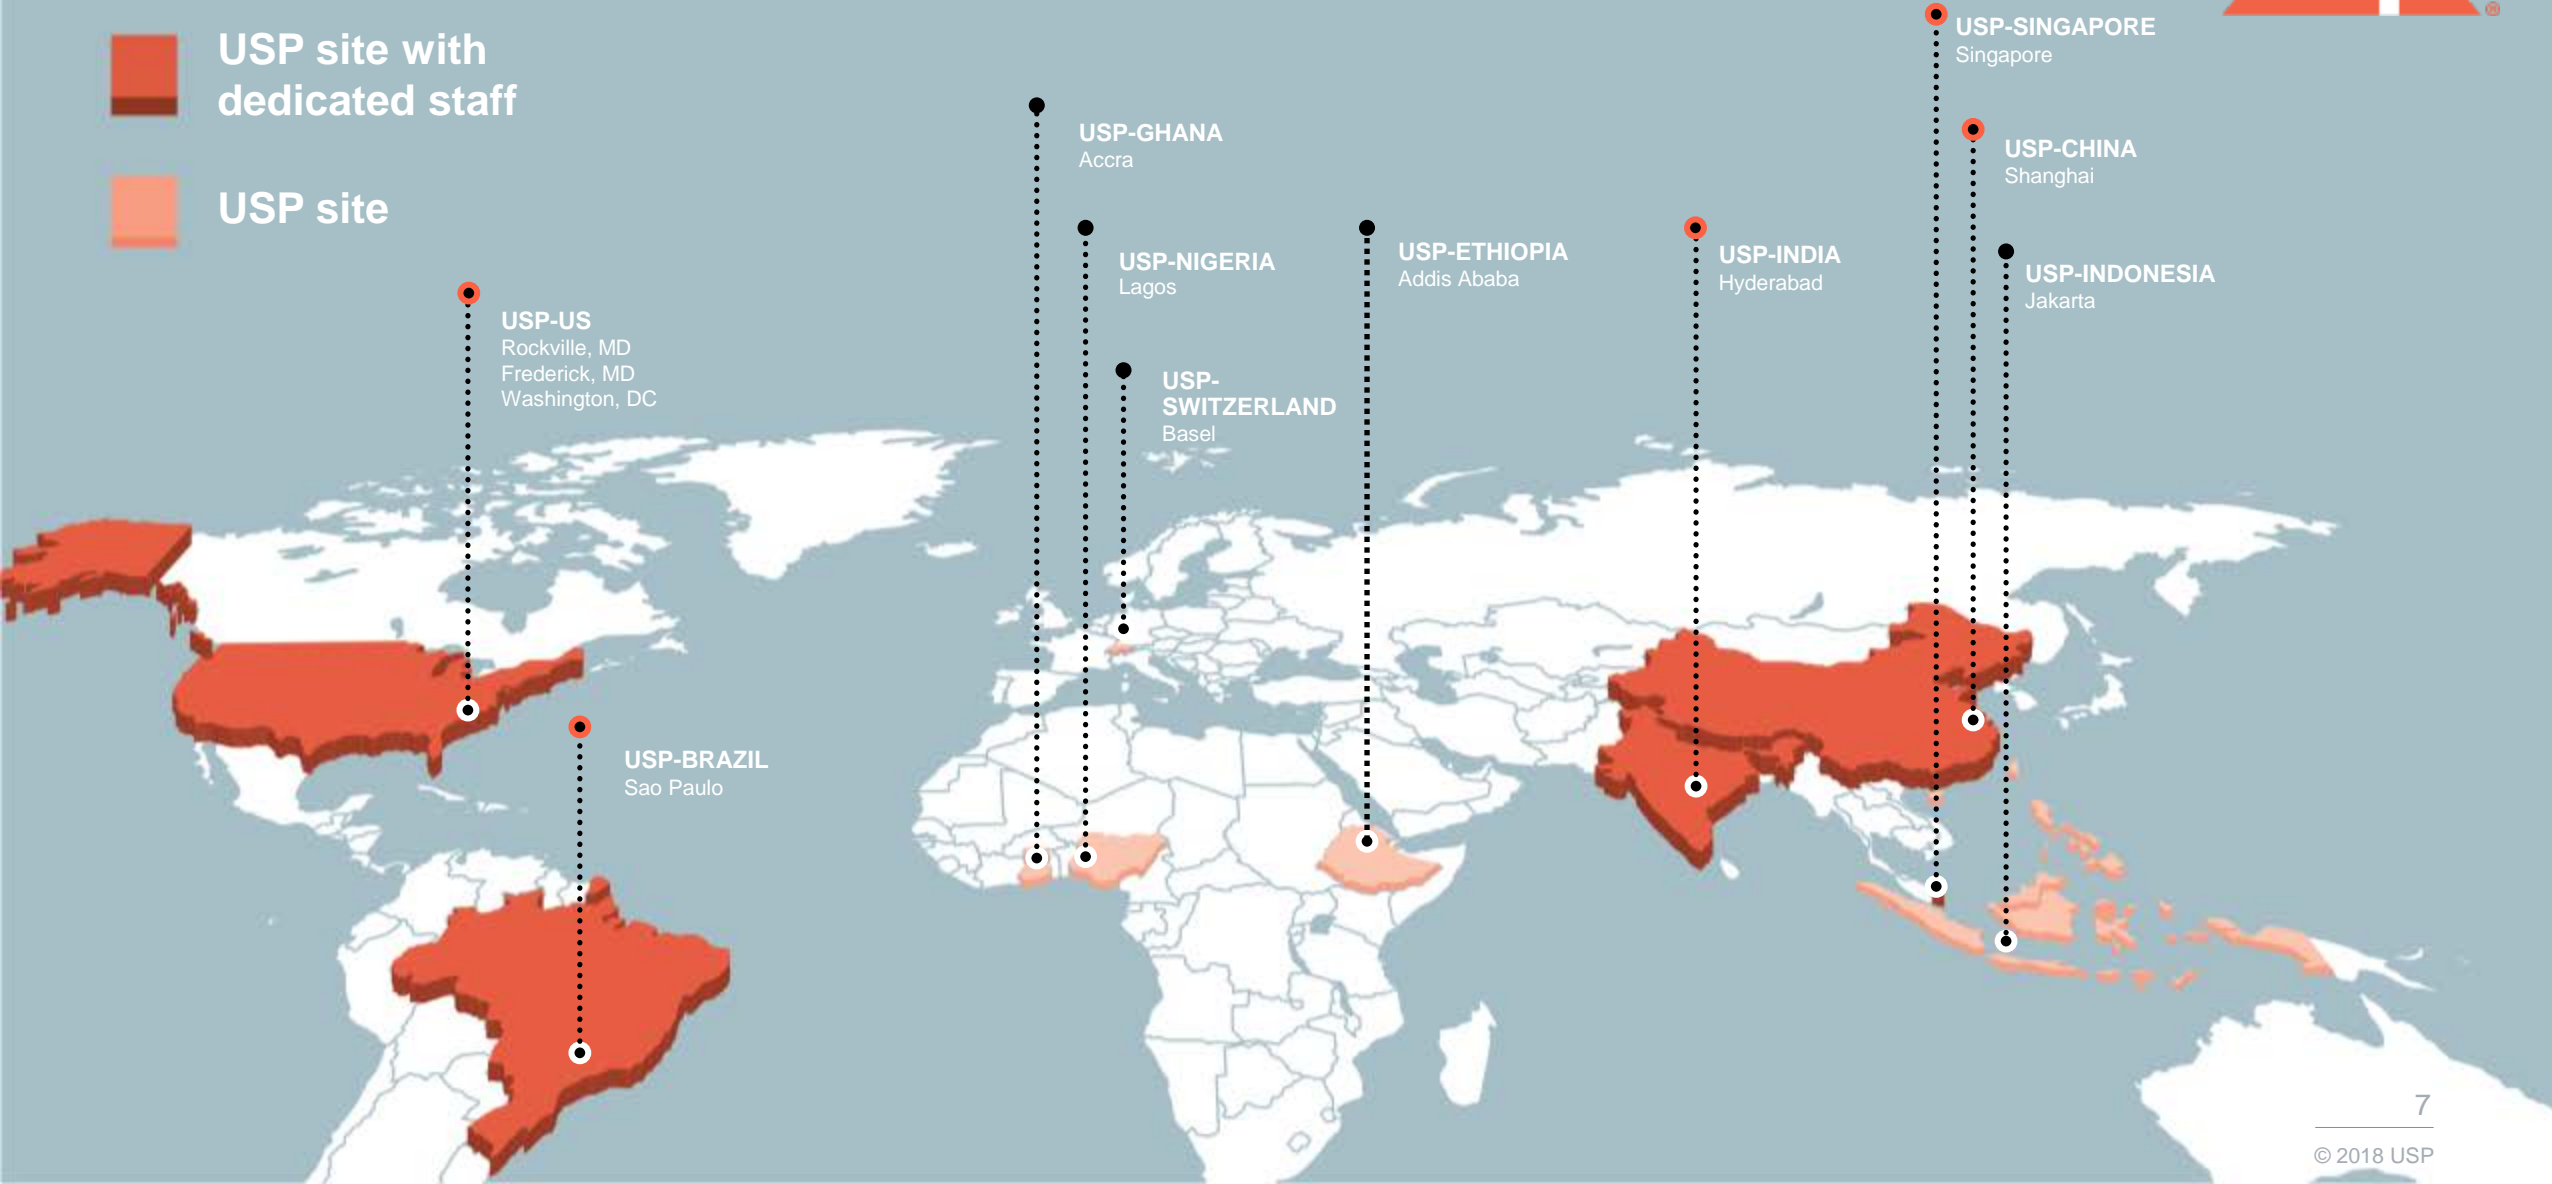 USP site with
dedicated staff
USP site
USP-US
Rockville, MD
Frederick, MD
Washington, DC
USP-BRAZIL
Sao Paulo
USP-GHANA
Accra
USP-NIGERIA
Lagos
USP-
SWITZERLAND
Basel
USP-ETHIOPIA
Addis Ababa
USP-INDIA
Hyderabad
USP-SINGAPORE
Singapore
USP-CHINA
Shanghai
USP-INDONESIA
Jakarta
®
7
© 2018 USP